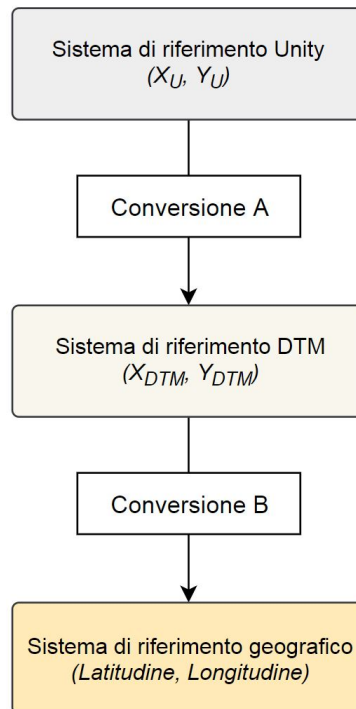 Sistema di riferimento Unity
(X_U, Y_U)
Conversione A
Sistema di riferimento DTM
(X_DTM, Y_DTM)
Conversione B
Sistema di riferimento geografico
(Latitudine, Longitudine)